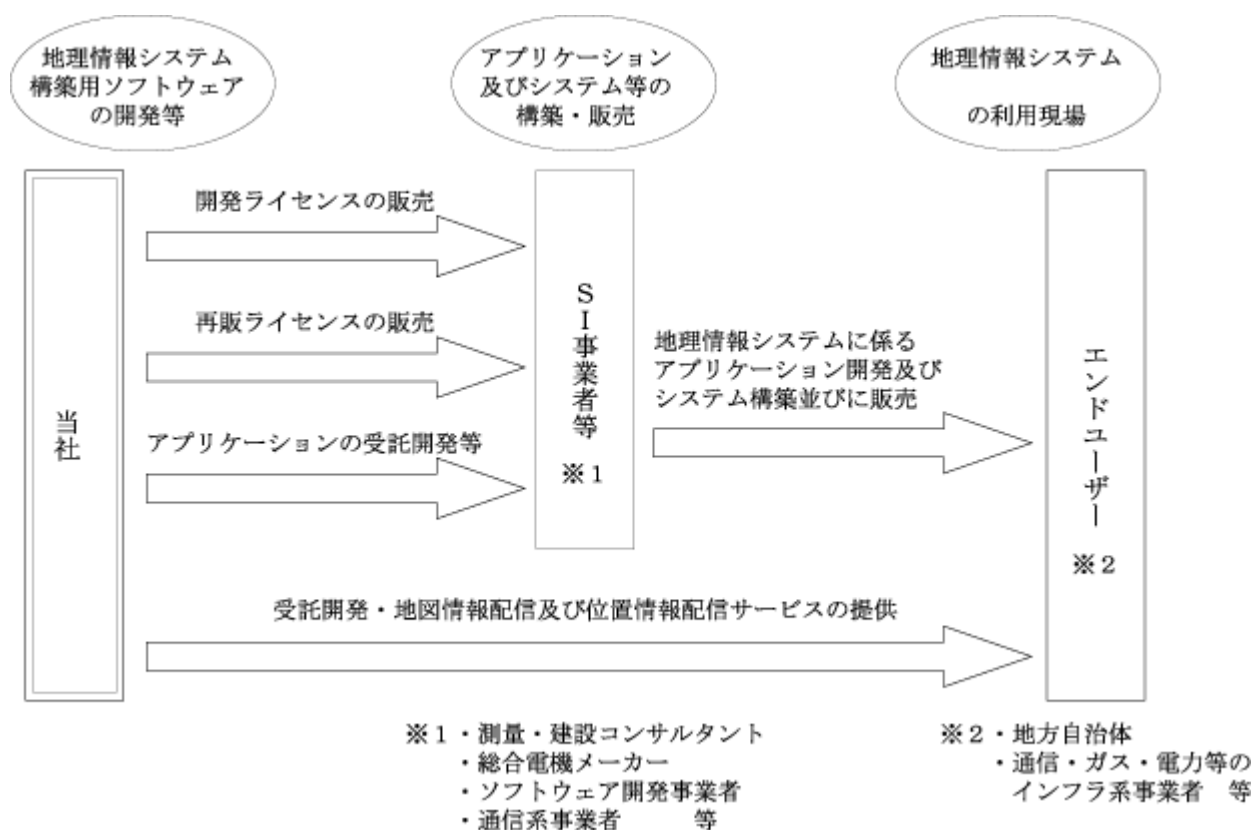 地理情報システム
構築用ソフトウェア
の開発等
アプリケーション
及びシステム等の
構築・販売
地理情報システム
の利用現場
当社
開発ライセンスの販売
再販ライセンスの販売
アプリケーションの受託開発等
SI事業者等 ※1
地理情報システムに係る
アプリケーション開発及び
システム構築並びに販売
エンドユーザー ※2
受託開発・地図情報配信及び位置情報配信サービスの提供
※1・測量・建設コンサルタント
・総合電機メーカー
・ソフトウェア開発事業者
・通信系事業者 等
※2・地方自治体
・通信・ガス・電力等の
インフラ系事業者 等